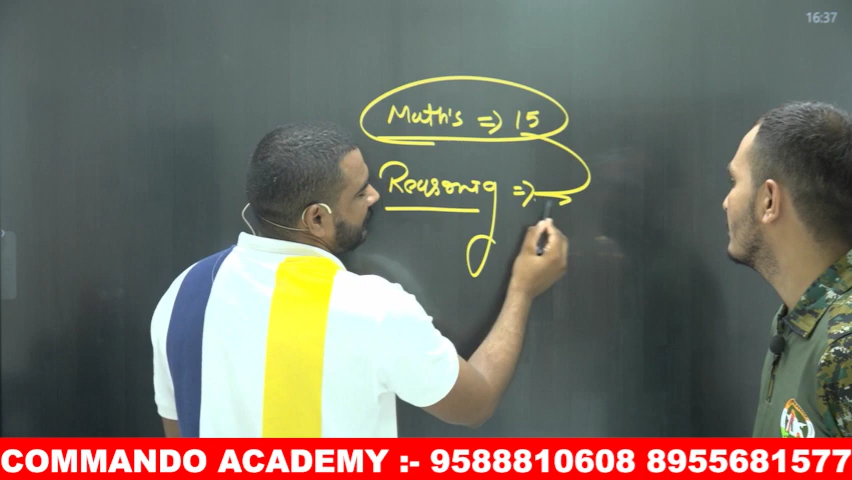 16:37
Math's => 15
Reasonig =>
COMMANDO ACADEMY :- 9588810608 8955681577